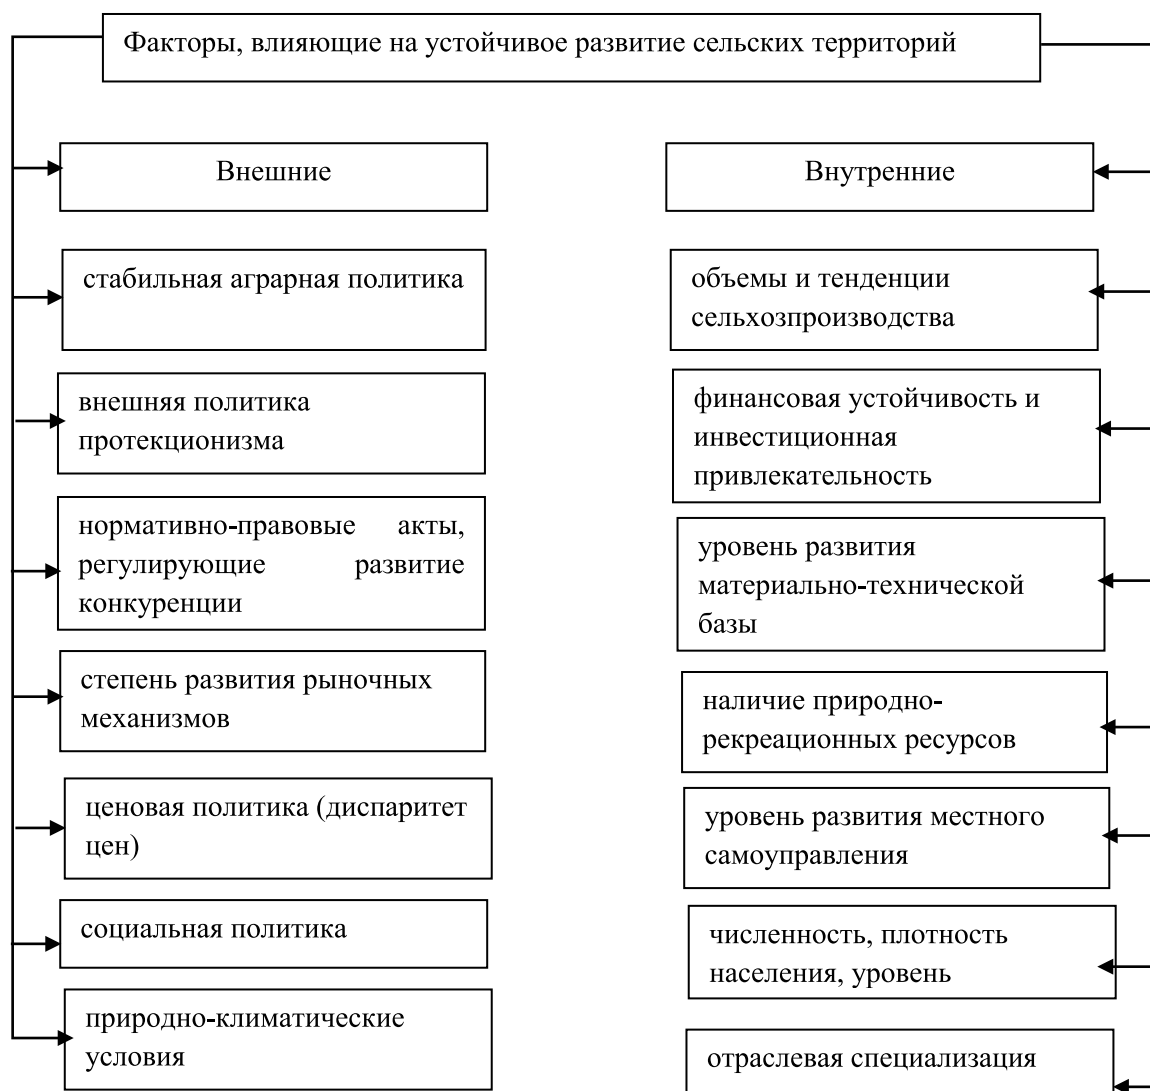 Факторы, влияющие на устойчивое развитие сельских территорий
Внешние
стабильная аграрная политика
внешняя политика
протекционизма
нормативно-правовые акты,
регулирующие развитие
конкуренции
степень развития рыночных
механизмов
ценовая политика (диспаритет
цен)
социальная политика
природно-климатические
условия
Внутренние
объемы и тенденции
сельхозпроизводства
финансовая устойчивость и
инвестиционная
привлекательность
уровень развития
материально-технической
базы
наличие природно-
рекреационных ресурсов
уровень развития местного
самоуправления
численность, плотность
населения, уровень
отраслевая специализация